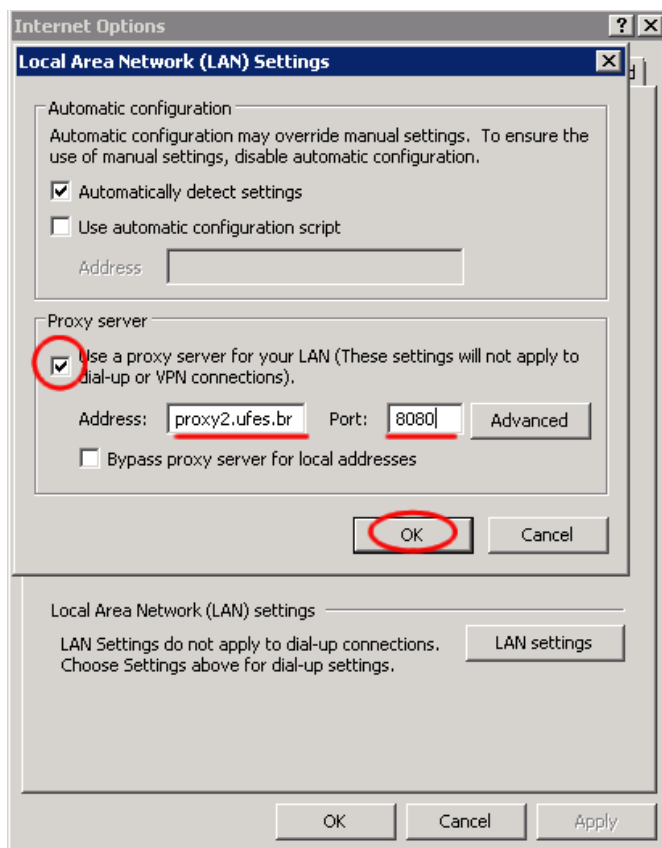 Internet Options
Local Area Network (LAN) Settings
Automatic configuration
Automatic configuration may override manual settings. To ensure the
use of manual settings, disable automatic configuration.
Automatically detect settings
Use automatic configuration script
Address
Proxy server
Use a proxy server for your LAN (These settings will not apply to
dial-up or VPN connections).
Address: proxy2.ufes.br Port: 8080 Advanced
Bypass proxy server for local addresses
OK Cancel
Local Area Network (LAN) settings
LAN Settings do not apply to dial-up connections. LAN settings
Choose Settings above for dial-up settings.
OK Cancel Apply